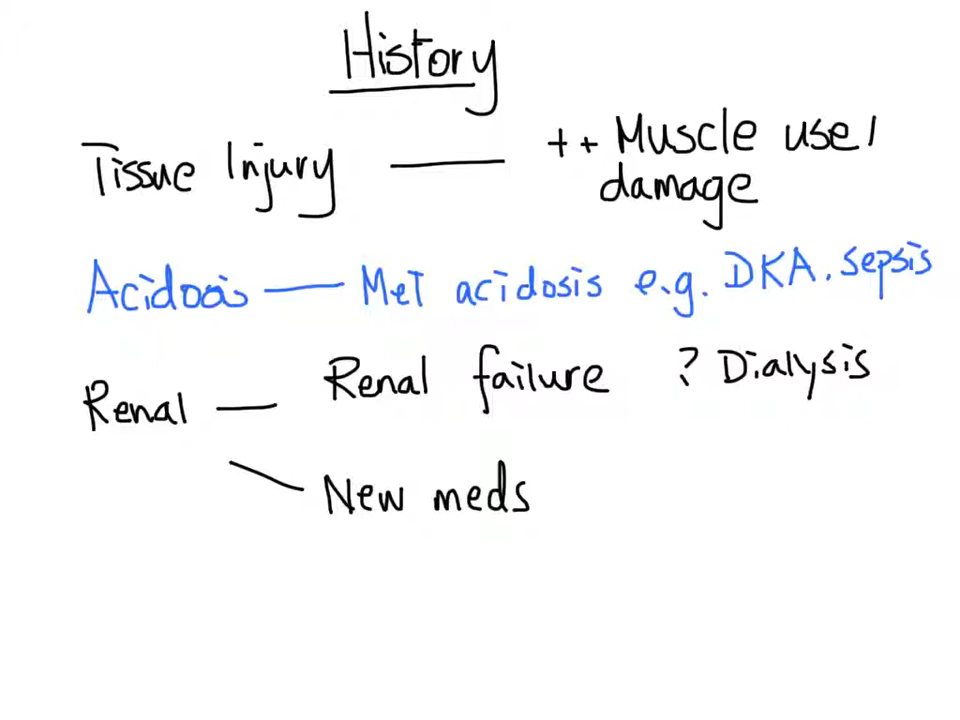 History
Tissue Injury — ++ Muscle use/
damage
Acidosis — Met acidosis e.g. DKA, sepsis
Renal — Renal failure ? Dialysis
New meds